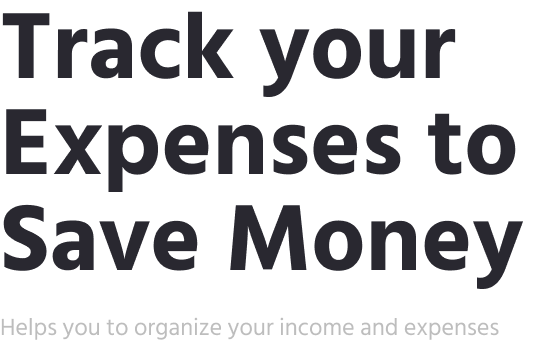 Track your
Expenses to
Save Money
Helps you to organize your income and expenses